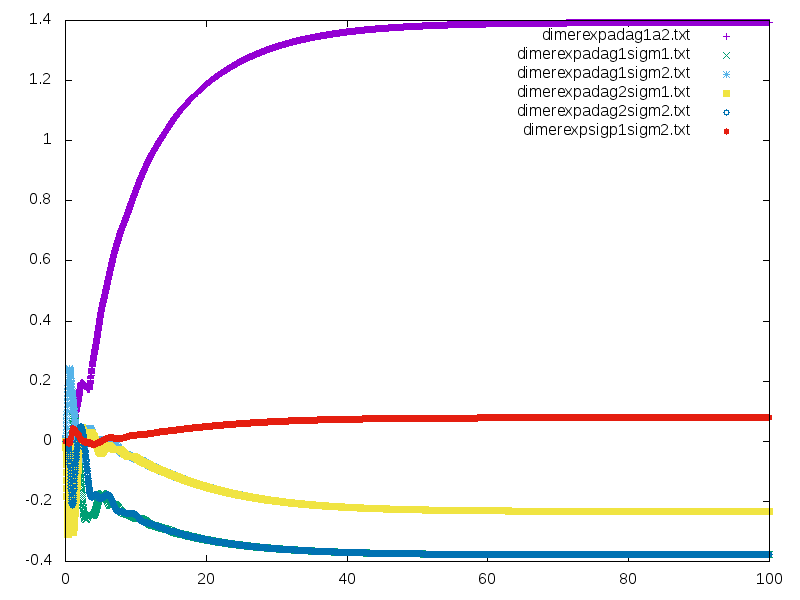 1.4
1.2
1
0.8
0.6
0.4
0.2
0
-0.2
-0.4
0 20 40 60 80 100
dimerexpadag1a2.txt
dimerexpadag1sigm1.txt
dimerexpadag1sigm2.txt
dimerexpadag2sigm1.txt
dimerexpadag2sigm2.txt
dimerexpsigp1sigm2.txt